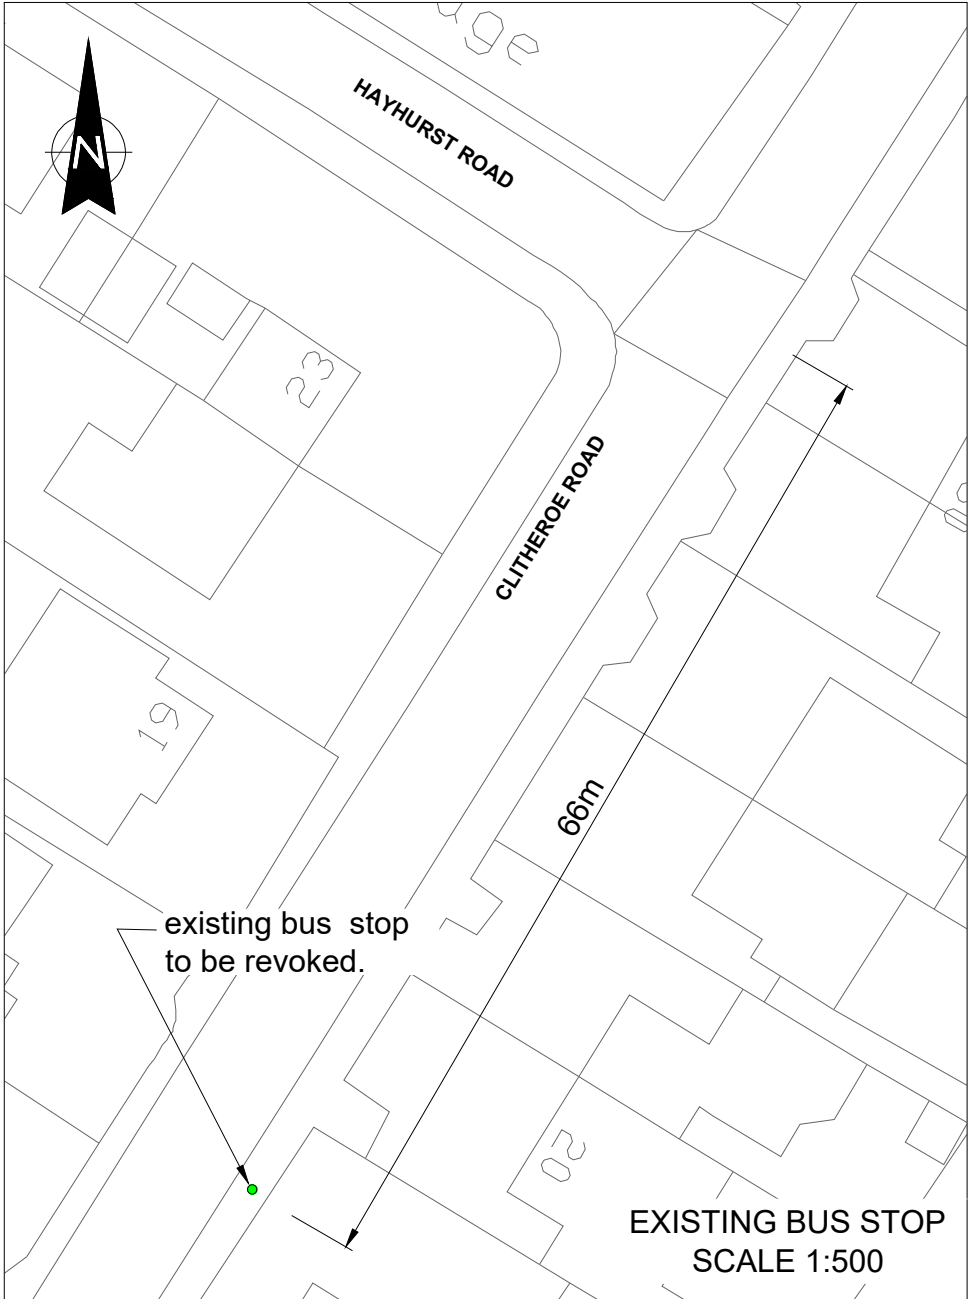 HAYHURST ROAD
N
23
CLITHEROE ROAD
19
66m
existing bus stop
to be revoked.
EXISTING BUS STOP
SCALE 1:500